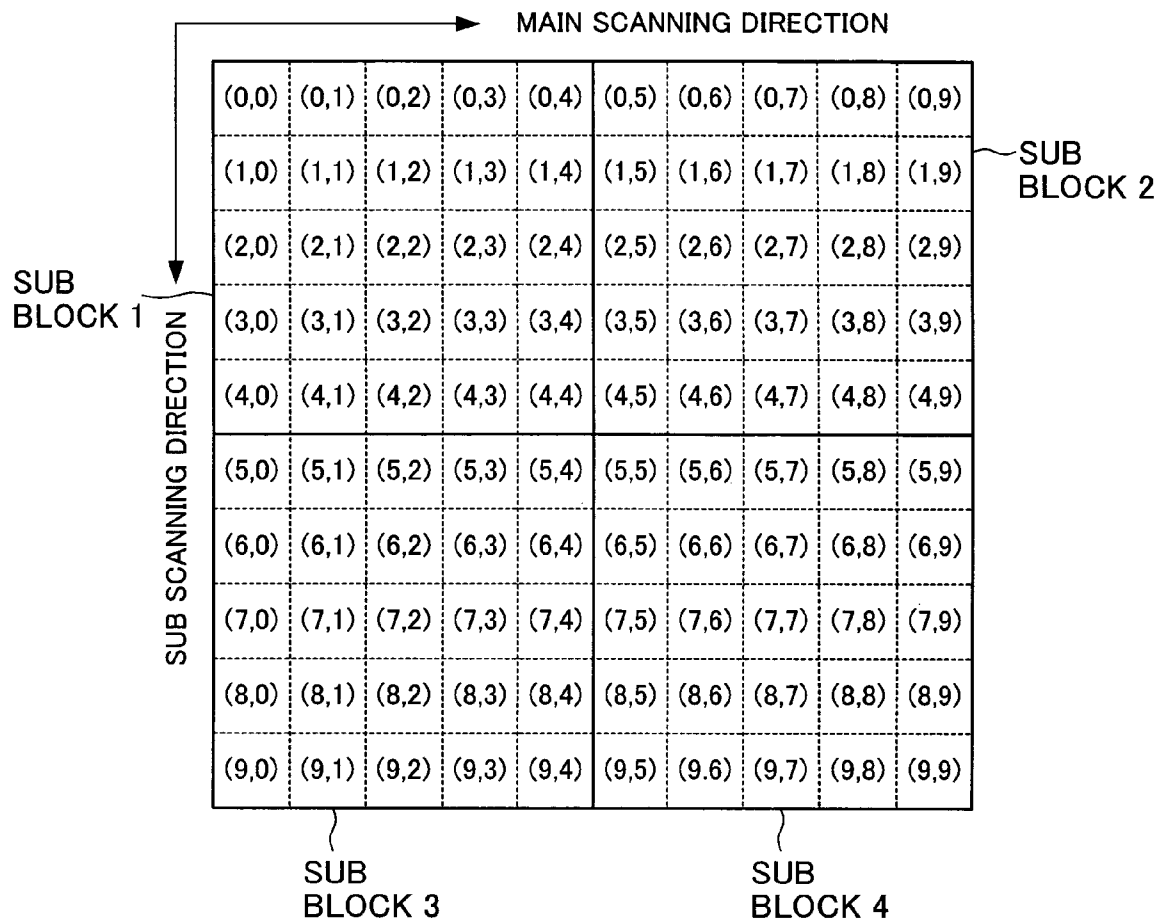 MAIN SCANNING DIRECTION
(0,0) (0,1) (0,2) (0,3) (0,4) (0,5) (0,6) (0,7) (0,8) (0,9)
(1,0) (1,1) (1,2) (1,3) (1,4) (1,5) (1,6) (1,7) (1,8) (1,9)
SUB
BLOCK 2
(2,0) (2,1) (2,2) (2,3) (2,4) (2,5) (2,6) (2,7) (2,8) (2,9)
SUB
BLOCK 1
(3,0) (3,1) (3,2) (3,3) (3,4) (3,5) (3,6) (3,7) (3,8) (3,9)
SUB SCANNING DIRECTION
(4,0) (4,1) (4,2) (4,3) (4,4) (4,5) (4,6) (4,7) (4,8) (4,9)
(5,0) (5,1) (5,2) (5,3) (5,4) (5,5) (5,6) (5,7) (5,8) (5,9)
(6,0) (6,1) (6,2) (6,3) (6,4) (6,5) (6,6) (6,7) (6,8) (6,9)
(7,0) (7,1) (7,2) (7,3) (7,4) (7,5) (7,6) (7,7) (7,8) (7,9)
(8,0) (8,1) (8,2) (8,3) (8,4) (8,5) (8,6) (8,7) (8,8) (8,9)
(9,0) (9,1) (9,2) (9,3) (9,4) (9,5) (9,6) (9,7) (9,8) (9,9)
SUB
BLOCK 3
SUB
BLOCK 4